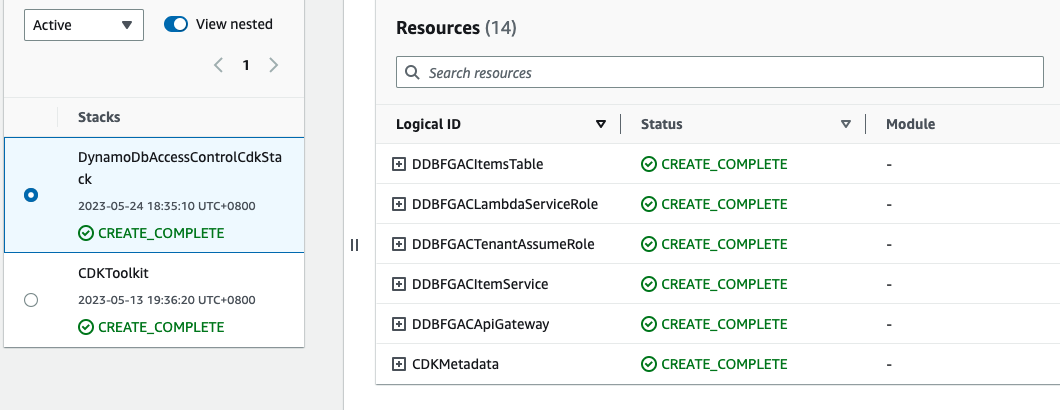 Active
View nested
1
Stacks
DynamoDbAccessControlCdkSta
ck
2023-05-24 18:35:10 UTC+0800
CREATE_COMPLETE
CDKToolkit
2023-05-13 19:36:20 UTC+0800
CREATE_COMPLETE
Resources (14)
Search resources
Logical ID Status Module
DDBFGACItemsTable CREATE_COMPLETE -
DDBFGACLambdaServiceRole CREATE_COMPLETE -
DDBFGACTenantAssumeRole CREATE_COMPLETE -
DDBFGACItemService CREATE_COMPLETE -
DDBFGACApiGateway CREATE_COMPLETE -
CDKMetadata CREATE_COMPLETE -